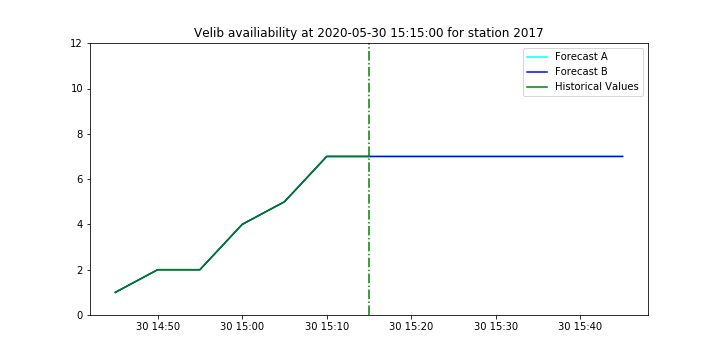 Velib availiability at 2020-05-30 15:15:00 for station 2017
12
10
8
6
4
2
0
Forecast A
Forecast B
Historical Values
30 14:50 30 15:00 30 15:10 30 15:20 30 15:30 30 15:40